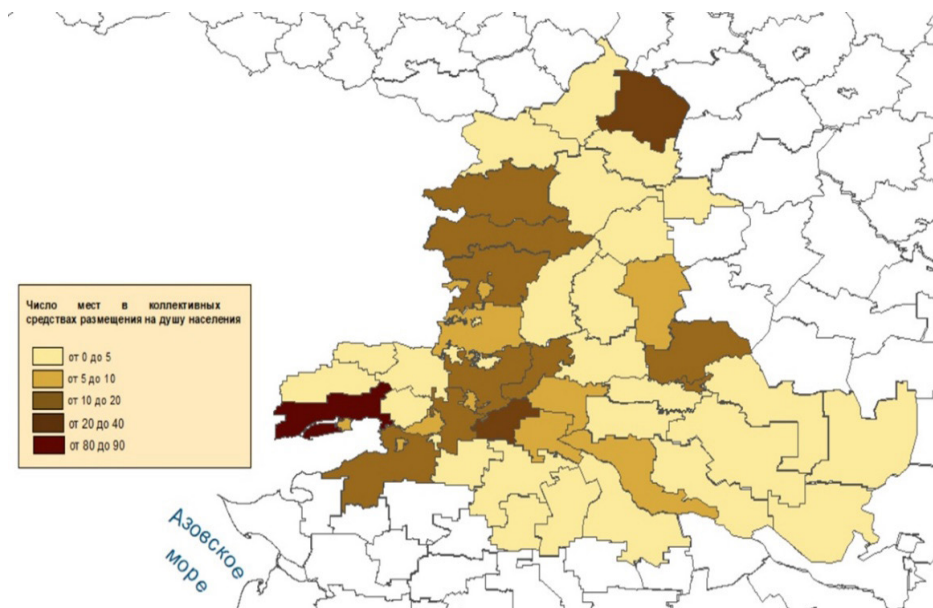 Число мест в коллективных
средствах размещения на душу населения
от 0 до 5
от 5 до 10
от 10 до 20
от 20 до 40
от 80 до 90
Азовское
море